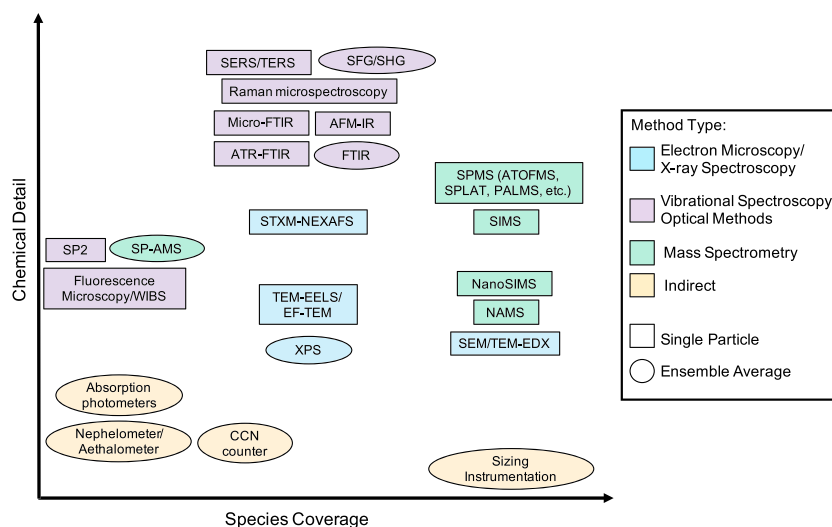 SERS/TERS
SFG/SHG
Raman microspectroscopy
Micro-FTIR
AFM-IR
ATR-FTIR
FTIR
SPMS (ATOFMS,
SPLAT, PALMS, etc.)
STXM-NEXAFS
SIMS
SP2
SP-AMS
Fluorescence
Microscopy/WIBS
TEM-EELS/
EF-TEM
NanoSIMS
NAMS
XPS
SEM/TEM-EDX
Absorption
photometers
Nephelometer/
Aethalometer
CCN
counter
Sizing
Instrumentation
Chemical Detail
Species Coverage
Method Type:
Electron Microscopy/
X-ray Spectroscopy
Vibrational Spectroscopy/
Optical Methods
Mass Spectrometry
Indirect
Single Particle
Ensemble Average